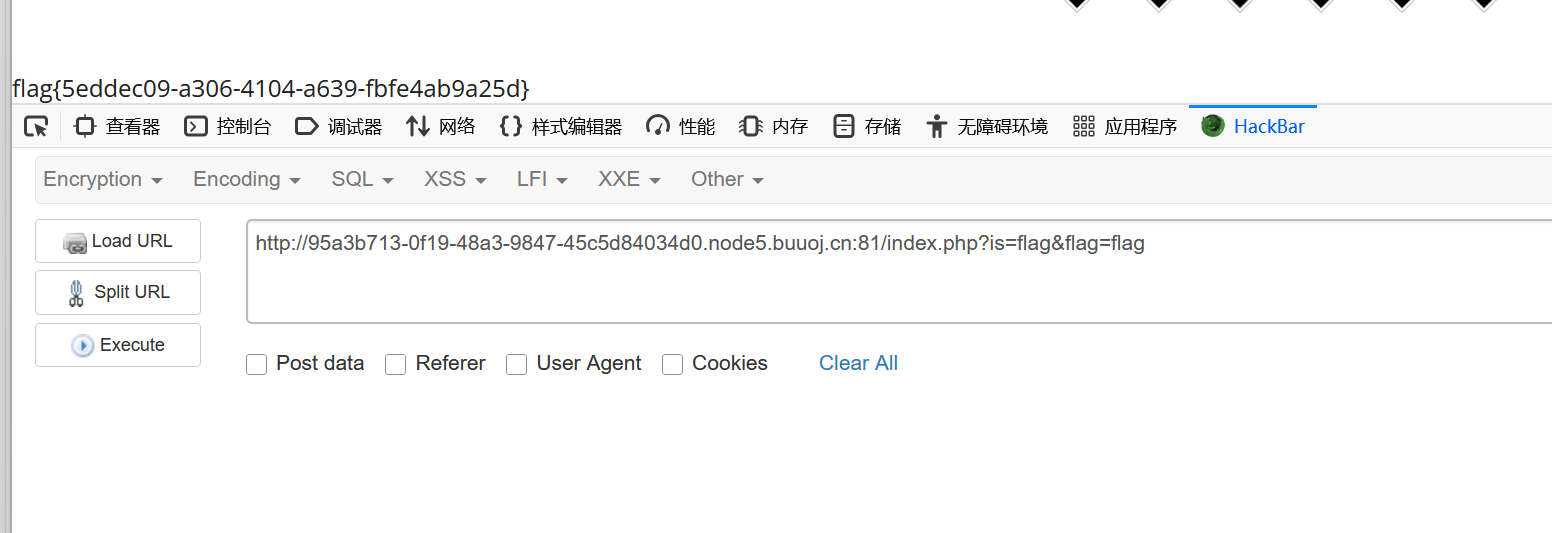 flag{5eddec09-a306-4104-a639-fbfe4ab9a25d}
查看器 控制台 调试器 网络 样式编辑器 性能 内存 存储 无障碍环境 应用程序 HackBar
Encryption Encoding SQL XSS LFI XXE Other
Load URL
http://95a3b713-0f19-48a3-9847-45c5d84034d0.node5.buuoj.cn:81/index.php?is=flag&flag=flag
Split URL
Execute
Post data Referer User Agent Cookies Clear All